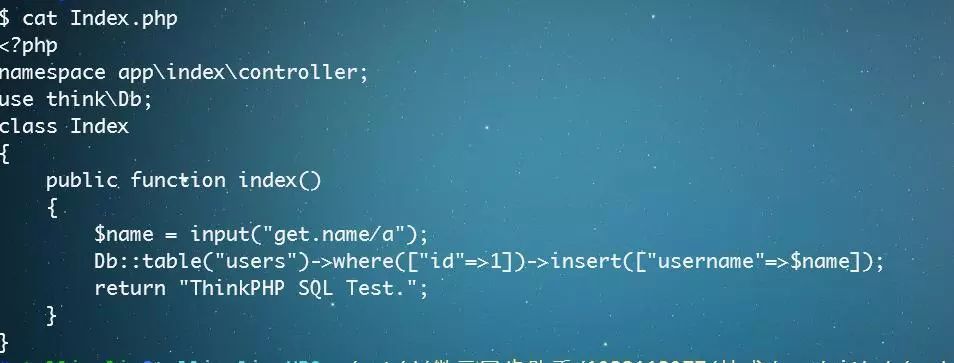 $ cat Index.php
<?php
namespace app\index\controller;
use think\Db;
class Index
{
    public function index()
    {
        $name = input("get.name/a");
        Db::table("users")->where(["id"=>1])->insert(["username"=>$name]);
        return "ThinkPHP SQL Test.";
    }
}